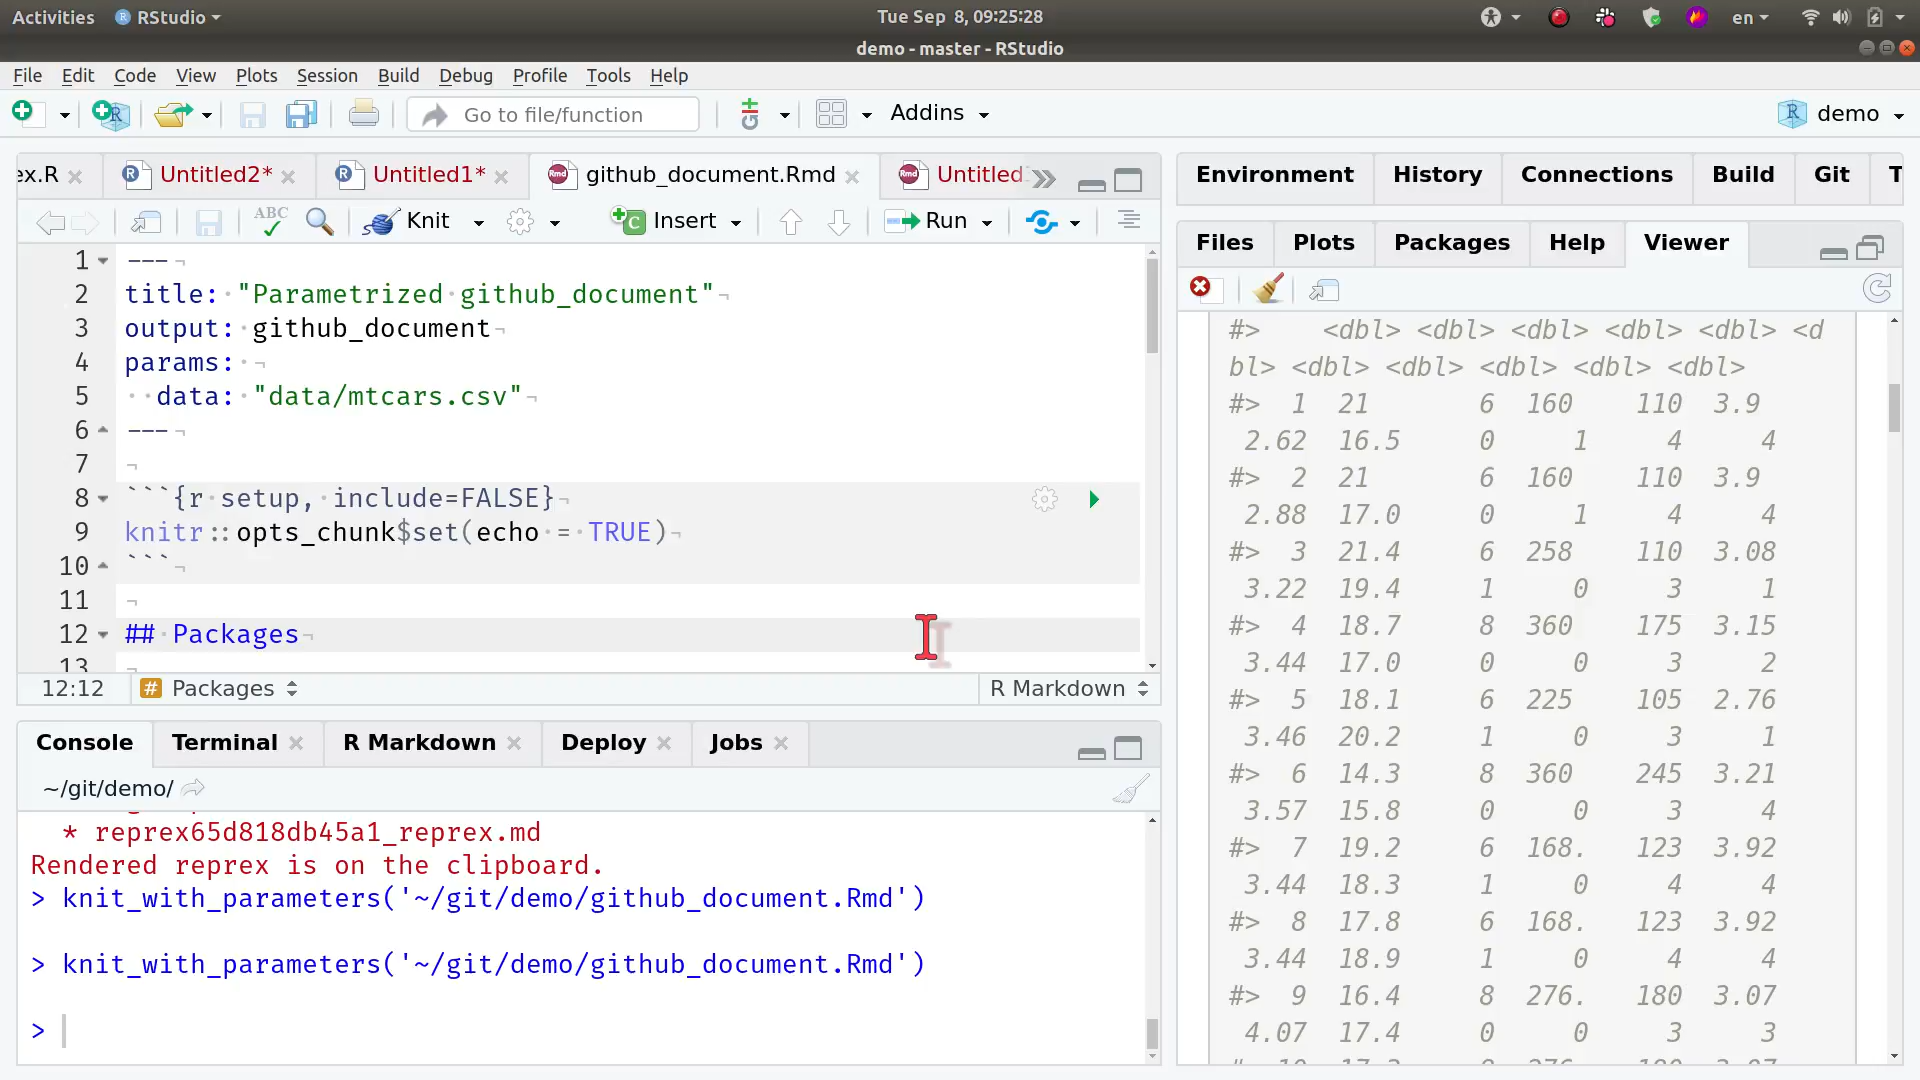 Activities RStudio Tue Sep 8, 09:25:28 en
demo - master - RStudio
File Edit Code View Plots Session Build Debug Profile Tools Help
Go to file/function Addins demo
ex.R Untitled2* Untitled1* github_document.Rmd Untitled
ABC Knit Insert Run
1 ---
2 title: "Parametrized github_document"
3 output: github_document
4 params:
5 data: "data/mtcars.csv"
6 ---
7
8 ```{r setup, include=FALSE}
9 knitr::opts_chunk$set(echo = TRUE)
10 ```
11
12 ## Packages
13
12:12 # Packages R Markdown
Console Terminal R Markdown Deploy Jobs
~/git/demo/
* reprex65d818db45a1_reprex.md
Rendered reprex is on the clipboard.
> knit_with_parameters('~/git/demo/github_document.Rmd')
> knit_with_parameters('~/git/demo/github_document.Rmd')
>
Environment History Connections Build Git T
Files Plots Packages Help Viewer
#> <dbl> <dbl> <dbl> <dbl> <dbl> <d
bl> <dbl> <dbl> <dbl> <dbl> <dbl>
#> 1 21 6 160 110 3.9
2.62 16.5 0 1 4 4
#> 2 21 6 160 110 3.9
2.88 17.0 0 1 4 4
#> 3 21.4 6 258 110 3.08
3.22 19.4 1 0 3 1
#> 4 18.7 8 360 175 3.15
3.44 17.0 0 0 3 2
#> 5 18.1 6 225 105 2.76
3.46 20.2 1 0 3 1
#> 6 14.3 8 360 245 3.21
3.57 15.8 0 0 3 4
#> 7 19.2 6 168. 123 3.92
3.44 18.3 1 0 4 4
#> 8 17.8 6 168. 123 3.92
3.44 18.9 1 0 4 4
#> 9 16.4 8 276. 180 3.07
4.07 17.4 0 0 3 3